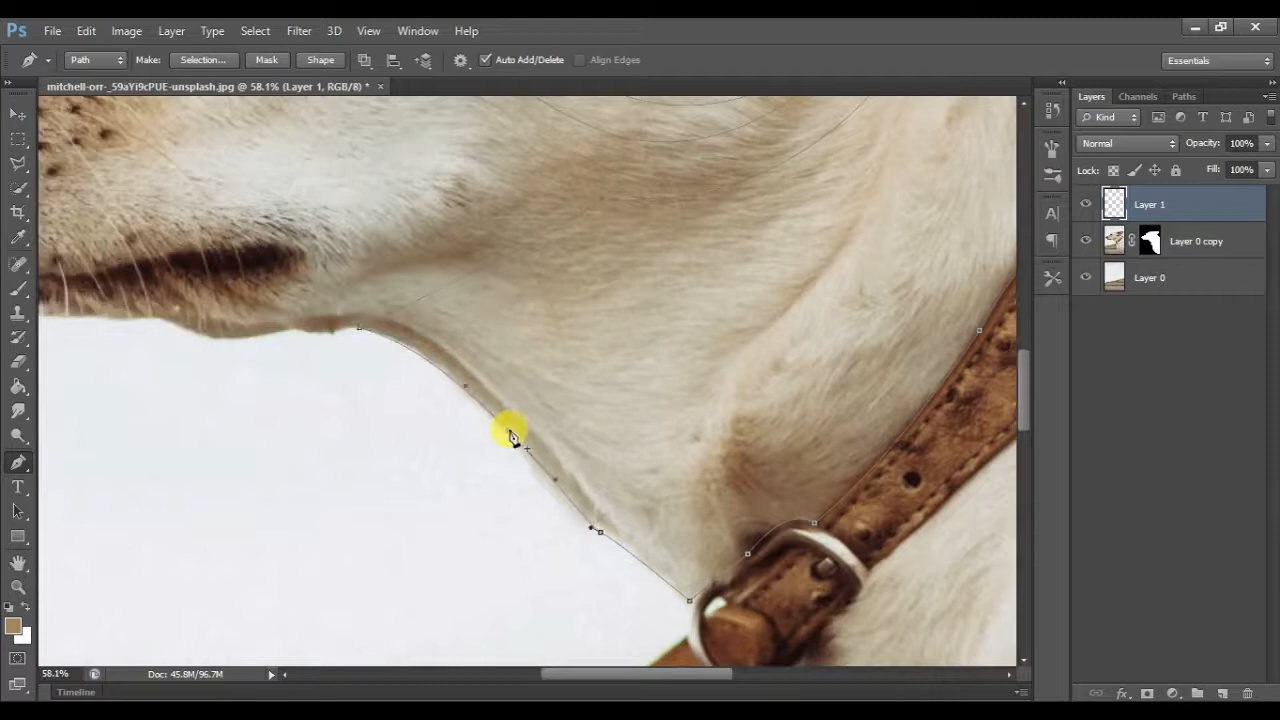 Ps File Edit Image Layer Type Select Filter 3D View Window Help
Path Make: Selection... Mask Shape Auto Add/Delete Align Edges Essentials
mitchell-orr-_59aYi9cPUE-unsplash.jpg @ 58.1% (Layer 1, RGB/8) * ×
Layers Channels Paths
Kind
Normal Opacity: 100%
Lock: Fill: 100%
Layer 1
Layer 0 copy
Layer 0
58.1% Doc: 45.8M/96.7M
Timeline